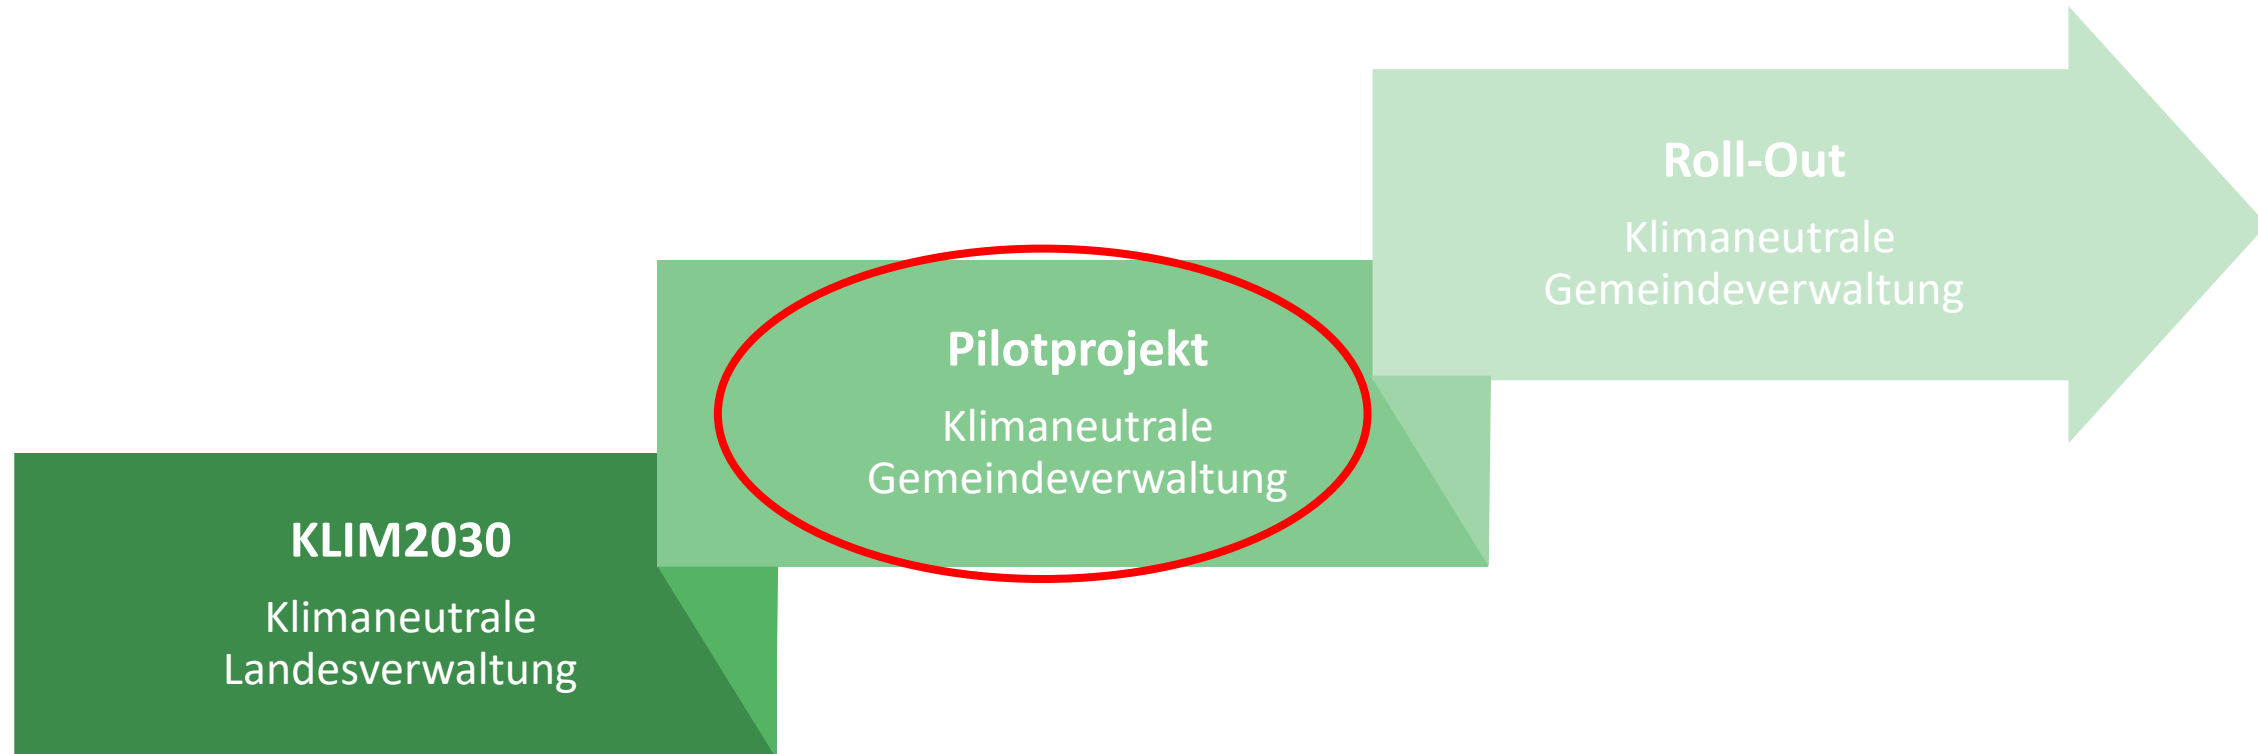 KLIM2030
Klimaneutrale
Landesverwaltung
Pilotprojekt
Klimaneutrale
Gemeindeverwaltung
Roll-Out
Klimaneutrale
Gemeindeverwaltung